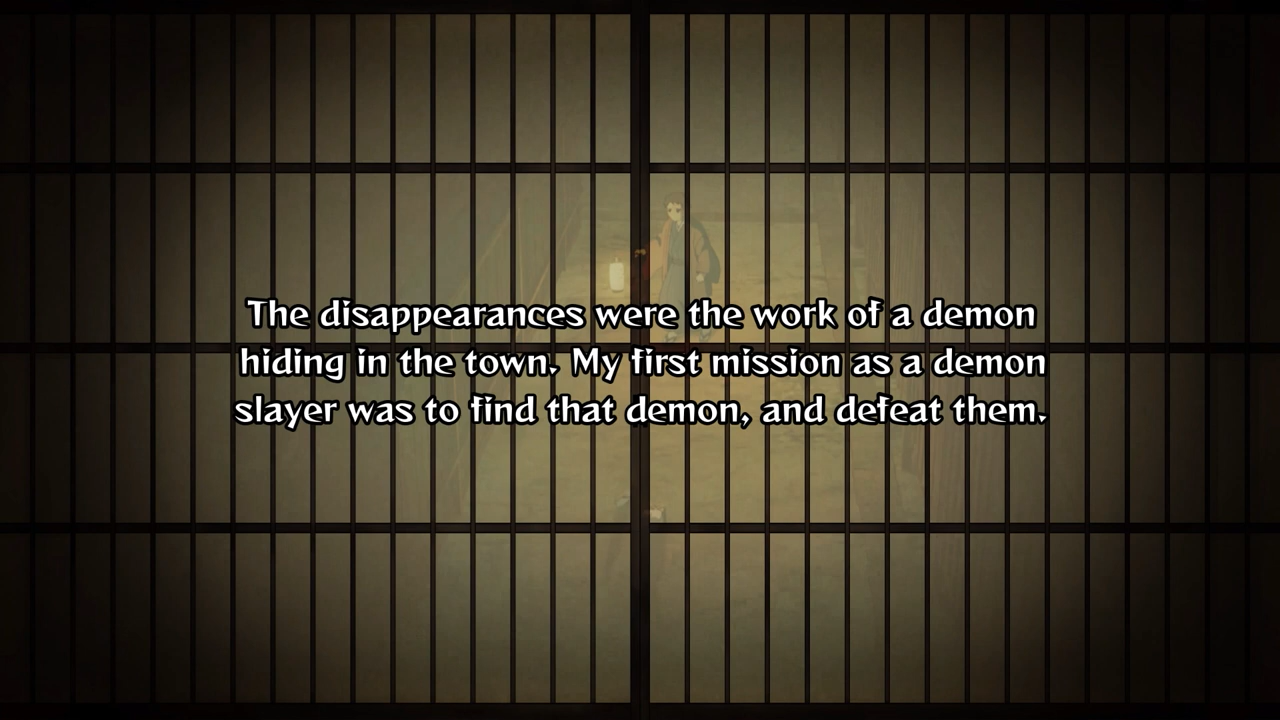 The disappearances were the work of a demon
hiding in the town. My first mission as a demon
slayer was to find that demon, and defeat them.